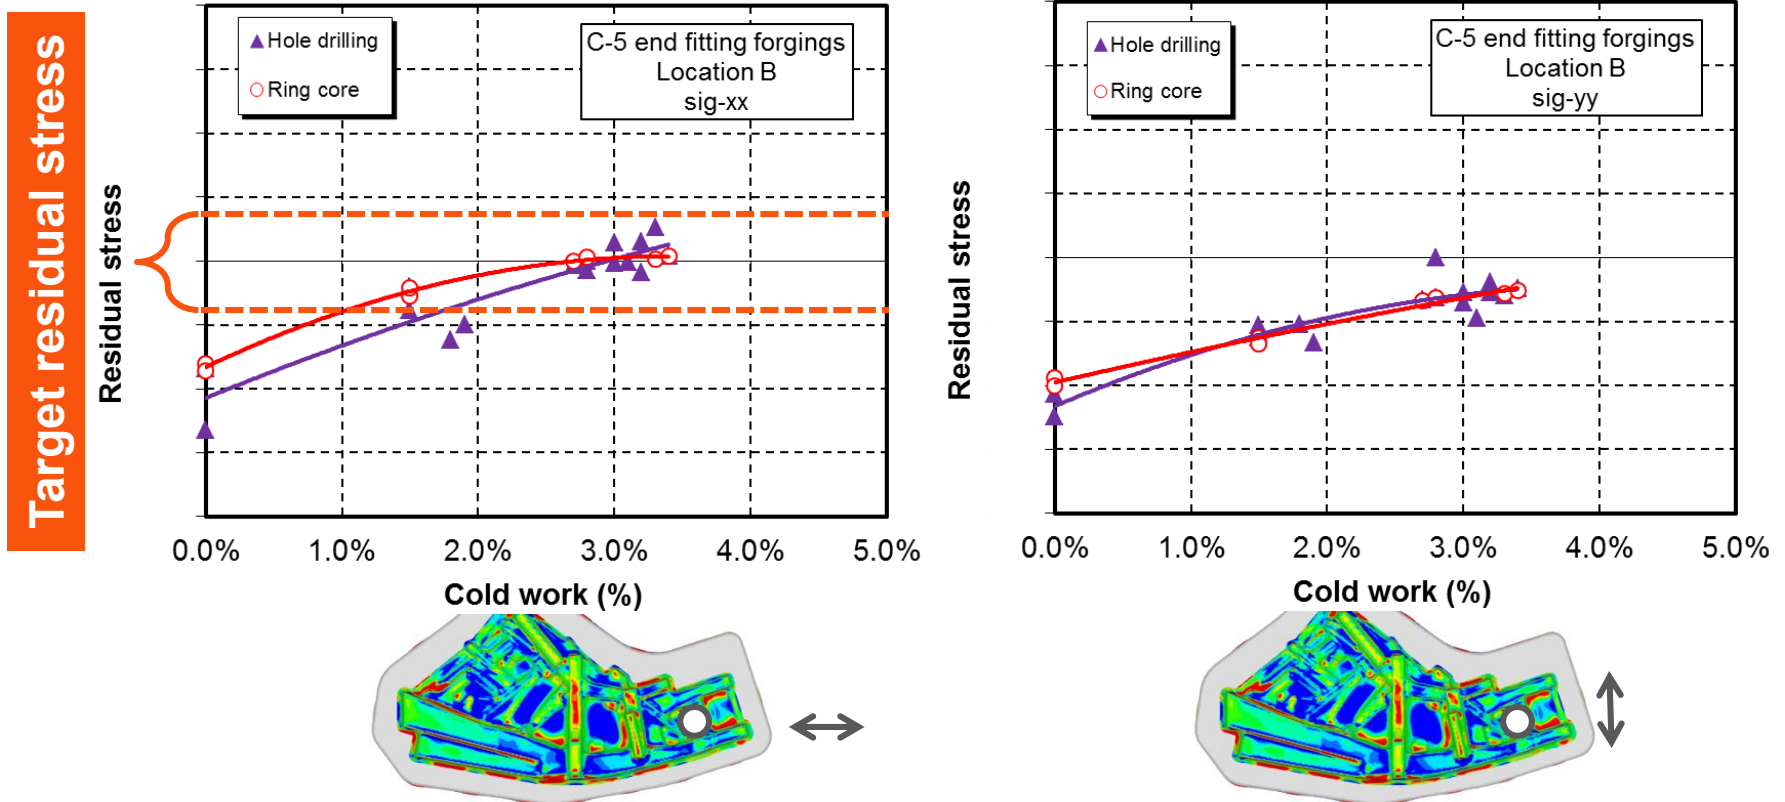 Target residual stress
Residual stress
Hole drilling
Ring core
C-5 end fitting forgings
Location B
sig-xx
0.0%
1.0%
2.0%
3.0%
4.0%
5.0%
Cold work (%)
Residual stress
Hole drilling
Ring core
C-5 end fitting forgings
Location B
sig-yy
0.0%
1.0%
2.0%
3.0%
4.0%
5.0%
Cold work (%)